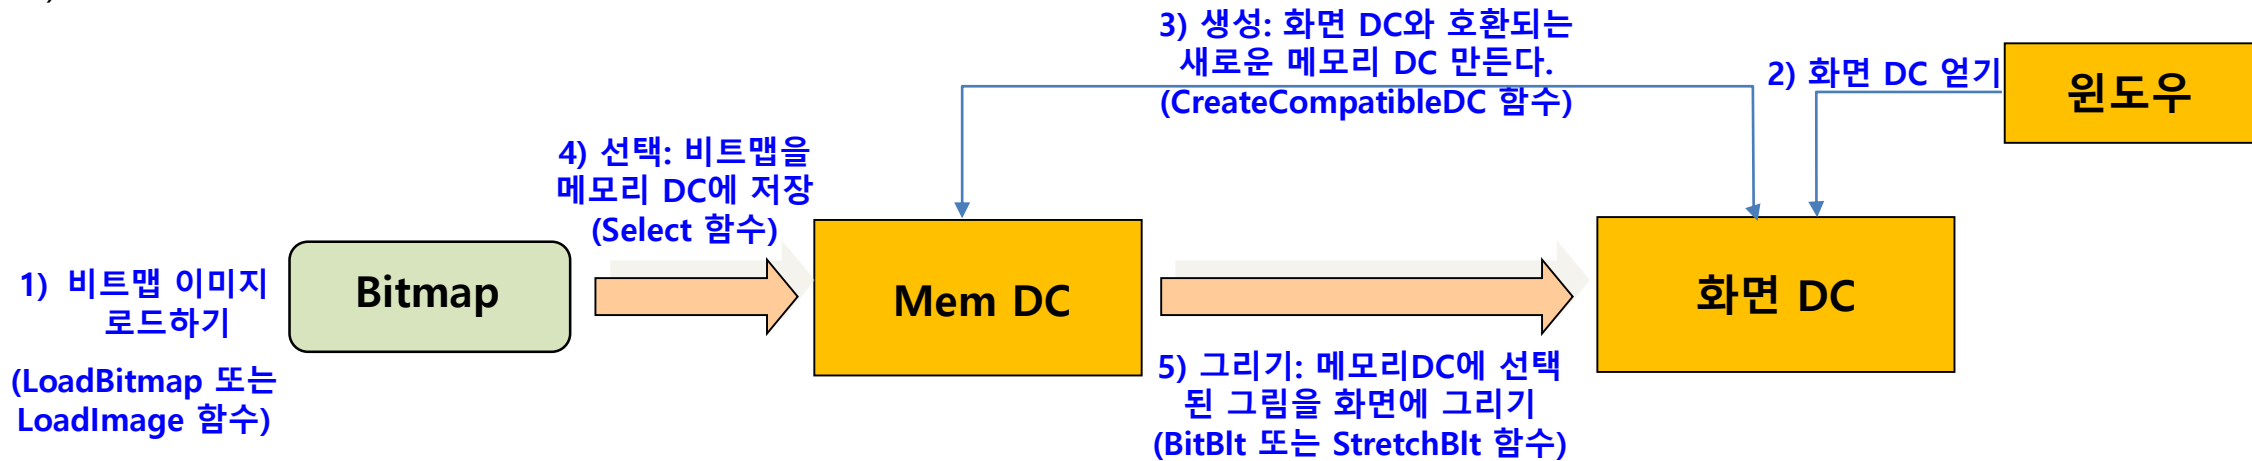 3) 생성: 화면 DC와 호환되는
새로운 메모리 DC 만든다.
(CreateCompatibleDC 함수)
2) 화면 DC 얻기
윈도우
4) 선택: 비트맵을
메모리 DC에 저장
(Select 함수)
1) 비트맵 이미지
로드하기
(LoadBitmap 또는
LoadImage 함수)
Bitmap
Mem DC
화면 DC
5) 그리기: 메모리DC에 선택
된 그림을 화면에 그리기
(BitBlt 또는 StretchBlt 함수)